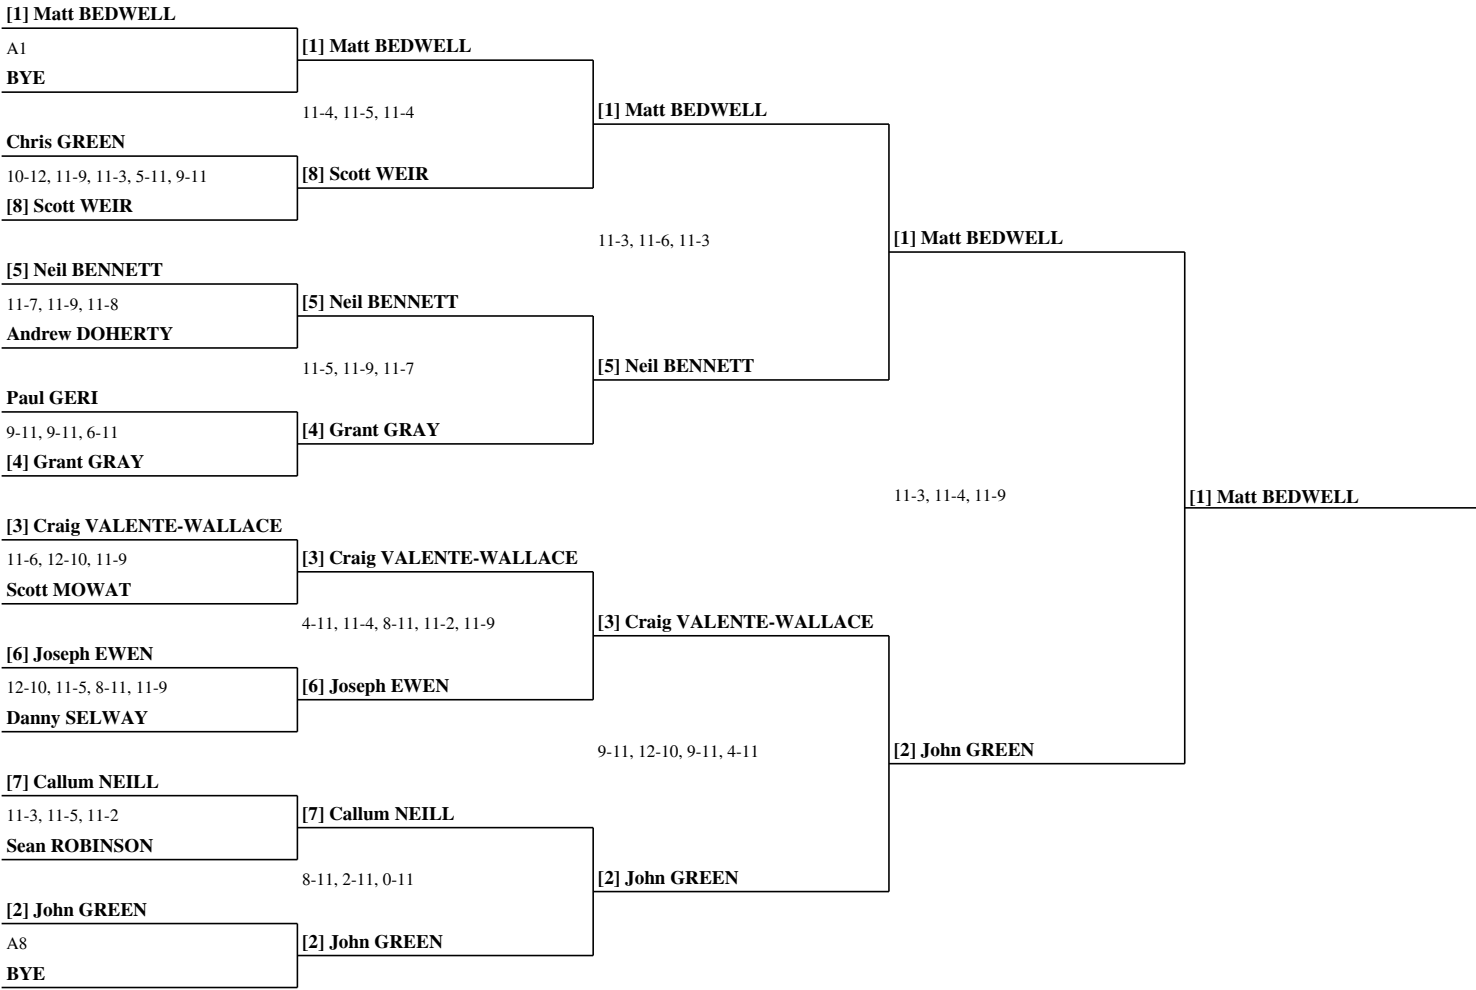 [1] Matt BEDWELL
A1
BYE
Chris GREEN
10-12, 11-9, 11-3, 5-11, 9-11
[8] Scott WEIR
[5] Neil BENNETT
11-7, 11-9, 11-8
Andrew DOHERTY
Paul GERI
9-11, 9-11, 6-11
[4] Grant GRAY
[3] Craig VALENTE-WALLACE
11-6, 12-10, 11-9
Scott MOWAT
[6] Joseph EWEN
12-10, 11-5, 8-11, 11-9
Danny SELWAY
[7] Callum NEILL
11-3, 11-5, 11-2
Sean ROBINSON
[2] John GREEN
A8
BYE
[1] Matt BEDWELL
11-4, 11-5, 11-4
[8] Scott WEIR
[5] Neil BENNETT
11-5, 11-9, 11-7
[4] Grant GRAY
[3] Craig VALENTE-WALLACE
4-11, 11-4, 8-11, 11-2, 11-9
[6] Joseph EWEN
[7] Callum NEILL
8-11, 2-11, 0-11
[2] John GREEN
[1] Matt BEDWELL
11-3, 11-6, 11-3
[5] Neil BENNETT
[3] Craig VALENTE-WALLACE
9-11, 12-10, 9-11, 4-11
[2] John GREEN
[1] Matt BEDWELL
11-3, 11-4, 11-9
[2] John GREEN
[1] Matt BEDWELL